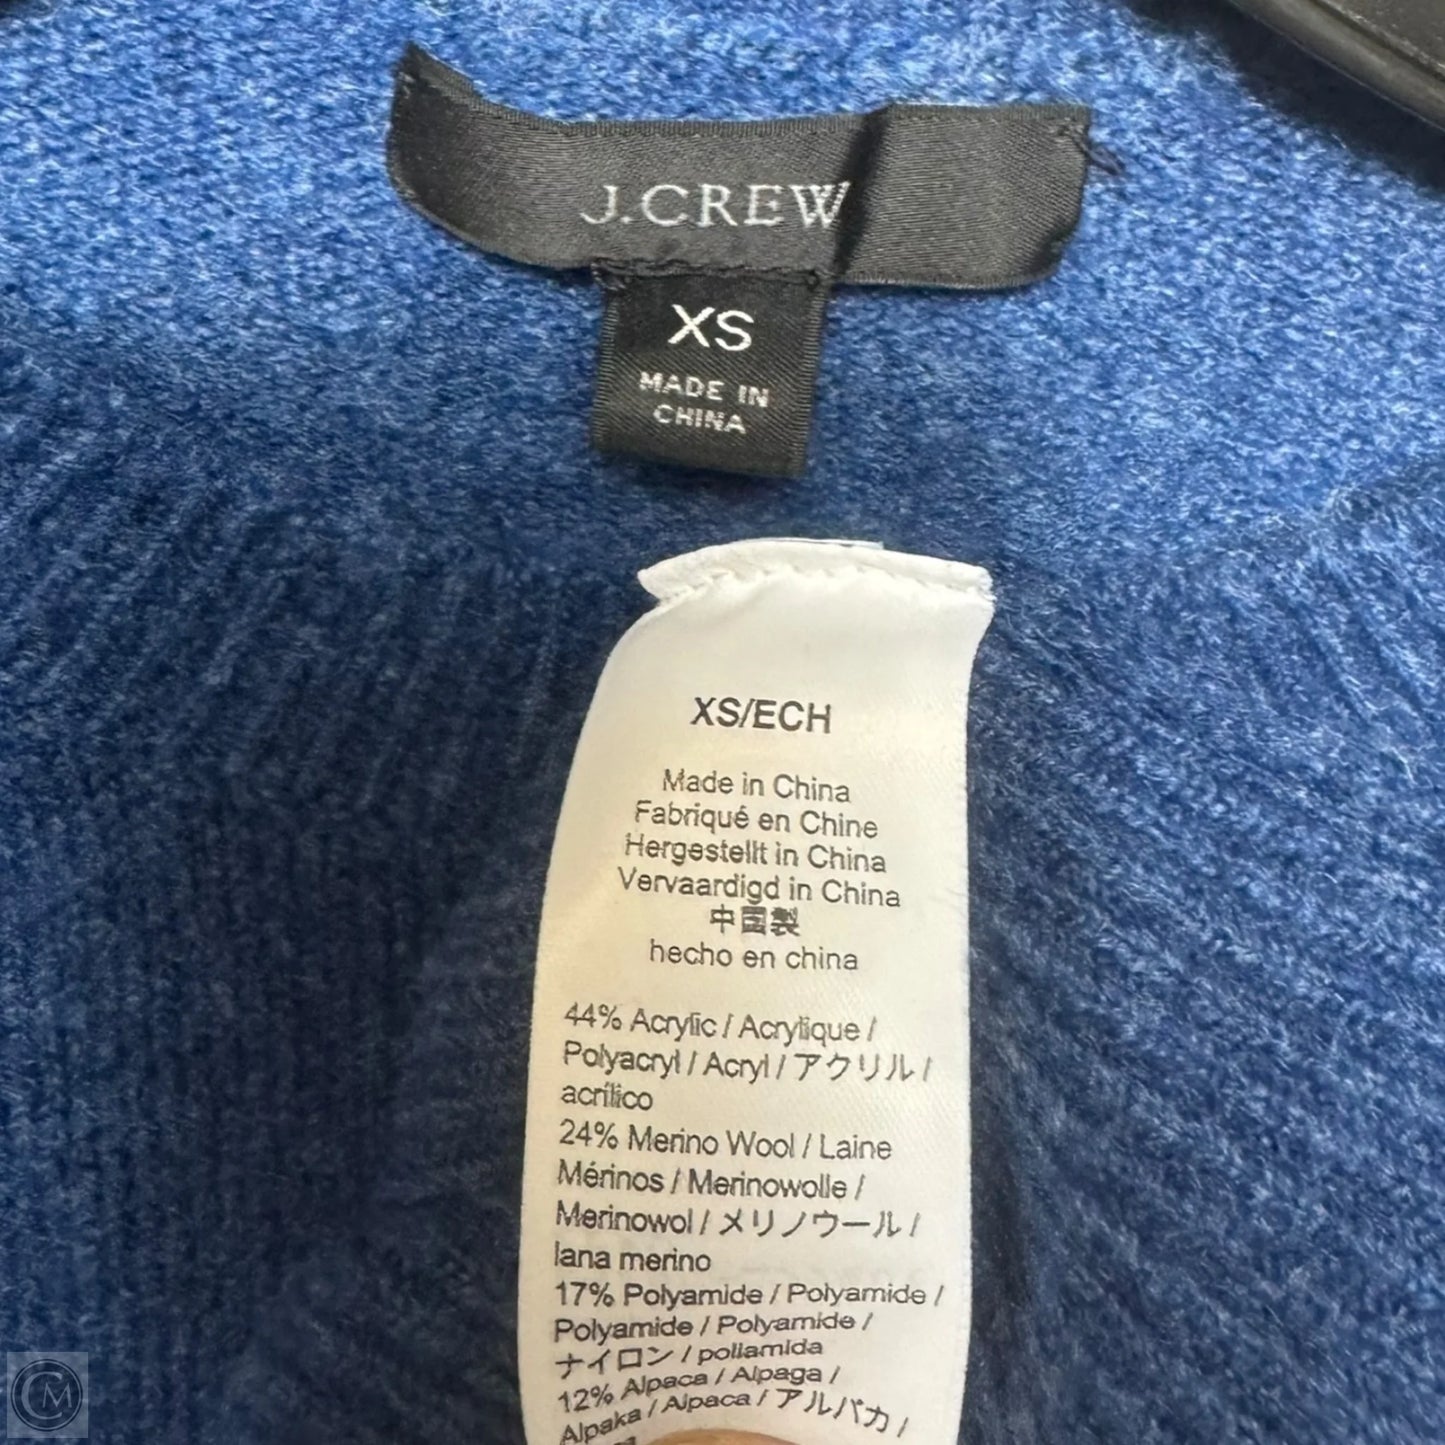 J.CREW
XS
MADE IN
CHINA
XS/ECH
Made in China
Fabriqué en Chine
Hergestellt in China
Vervaardigd in China
中国製
hecho en china
44% Acrylic / Acrylique /
Polyacryl / Acryl / アクリル /
acrílico
24% Merino Wool / Laine
Mérinos / Merinowolle /
Merinowol / メリノウール /
lana merino
17% Polyamide / Polyamide /
Polyamide / Polyamide /
ナイロン / poliamida
12% Alpaca / Alpaga /
Alpaka / Alpaca / アルパカ /
CM